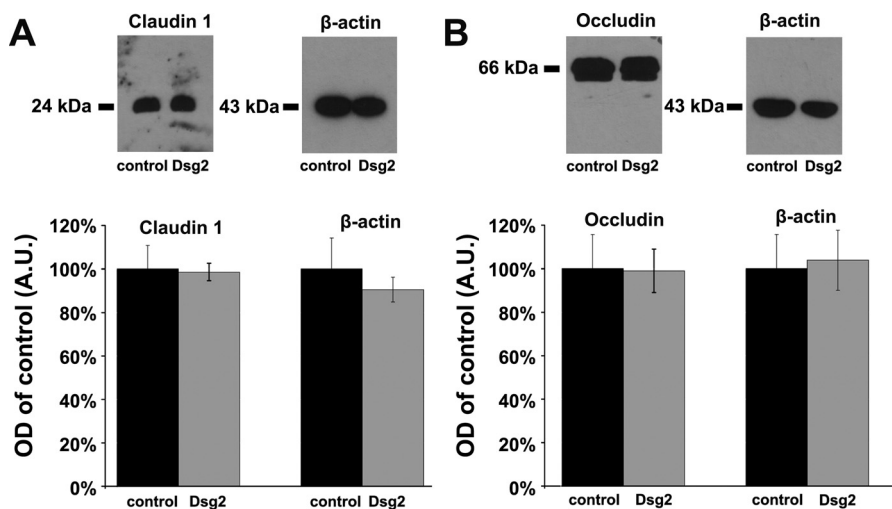 A
Claudin 1
β-actin
24 kDa
43 kDa
control Dsg2
control Dsg2
B
Occludin
β-actin
66 kDa
43 kDa
control Dsg2
control Dsg2
OD of control (A.U.)
120%
100%
80%
60%
40%
20%
0%
Claudin 1
β-actin
control Dsg2
control Dsg2
OD of control (A.U.)
120%
100%
80%
60%
40%
20%
0%
Occludin
β-actin
control Dsg2
control Dsg2